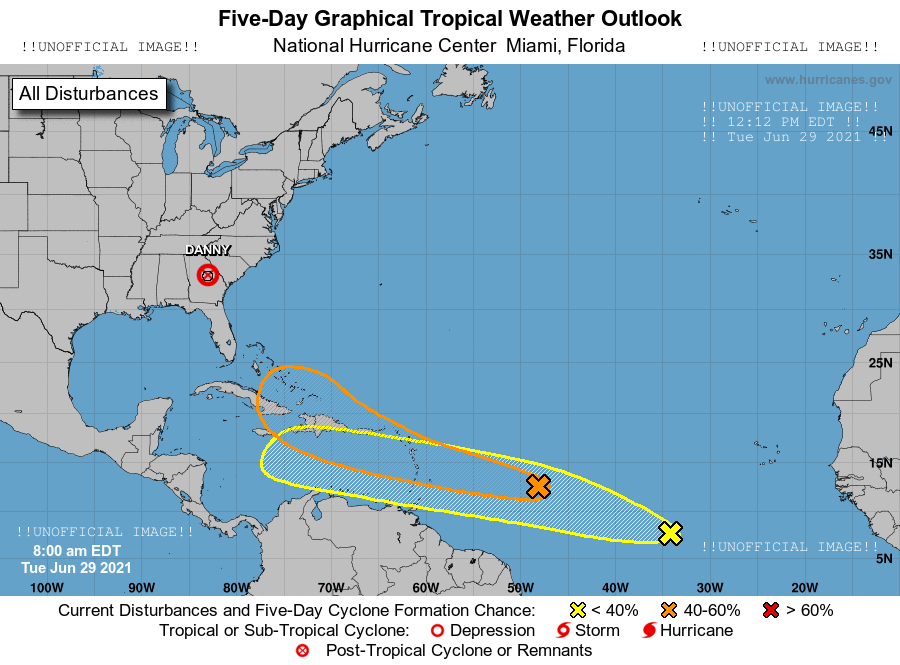 Five-Day Graphical Tropical Weather Outlook
!!UNOFFICIAL IMAGE!! National Hurricane Center Miami, Florida !!UNOFFICIAL IMAGE!!
www.hurricanes.gov
All Disturbances
!!UNOFFICIAL IMAGE!!
!! 12:12 PM EDT !!
!! Tue Jun 29 2021 !!
45N
DANNY
35N
25N
15N
!!UNOFFICIAL IMAGE!!
!!UNOFFICIAL IMAGE!!
8:00 am EDT
5N
Tue Jun 29 2021
100W 90W 80W 70W 60W 50W 40W 30W 20W
Current Disturbances and Five-Day Cyclone Formation Chance: < 40% 40-60% > 60%
Tropical or Sub-Tropical Cyclone: Depression Storm Hurricane
Post-Tropical Cyclone or Remnants